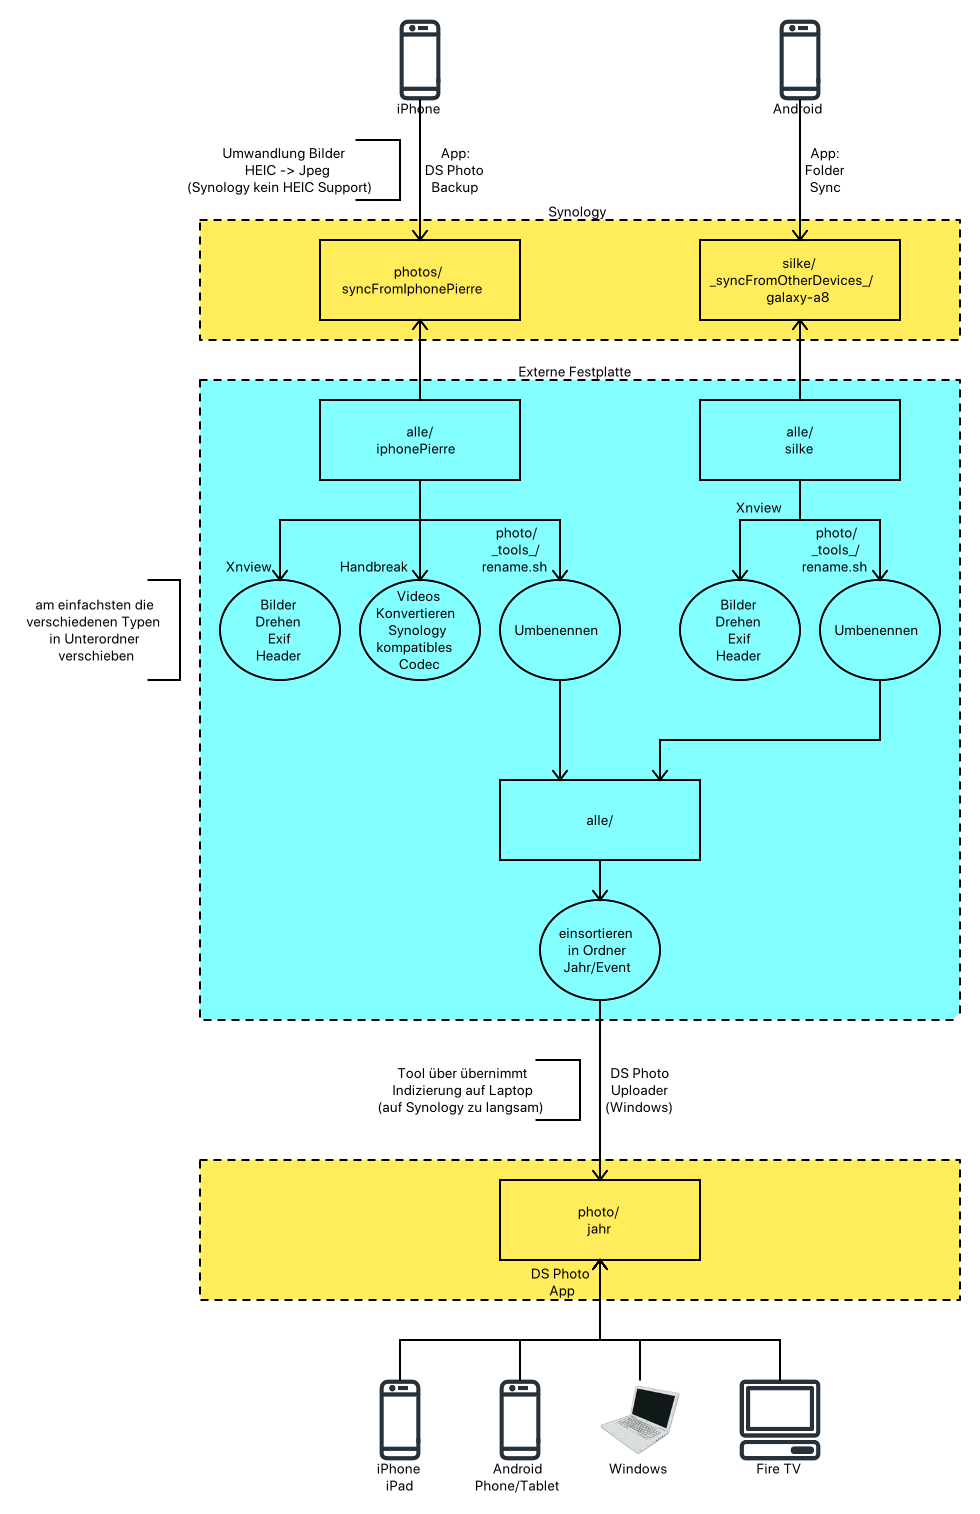 iPhone
Android
Umwandlung Bilder
HEIC -> Jpeg
(Synology kein HEIC Support)
App:
DS Photo
Backup
App:
Folder
Sync
Synology
photos/
syncFromIphonePierre
silke/
_syncFromOtherDevices_/
galaxy-a8
Externe Festplatte
alle/
iphonePierre
alle/
silke
Xnview
Handbreak
photo/
_tools_/
rename.sh
Xnview
photo/
_tools_/
rename.sh
am einfachsten die
verschiedenen Typen
in Unterordner
verschieben
Bilder
Drehen
Exif
Header
Videos
Konvertieren
Synology
kompatibles
Codec
Umbenennen
Bilder
Drehen
Exif
Header
Umbenennen
alle/
einsortieren
in Ordner
Jahr/Event
Tool über übernimmt
Indizierung auf Laptop
(auf Synology zu langsam)
DS Photo
Uploader
(Windows)
photo/
jahr
DS Photo
App
iPhone
iPad
Android
Phone/Tablet
Windows
Fire TV